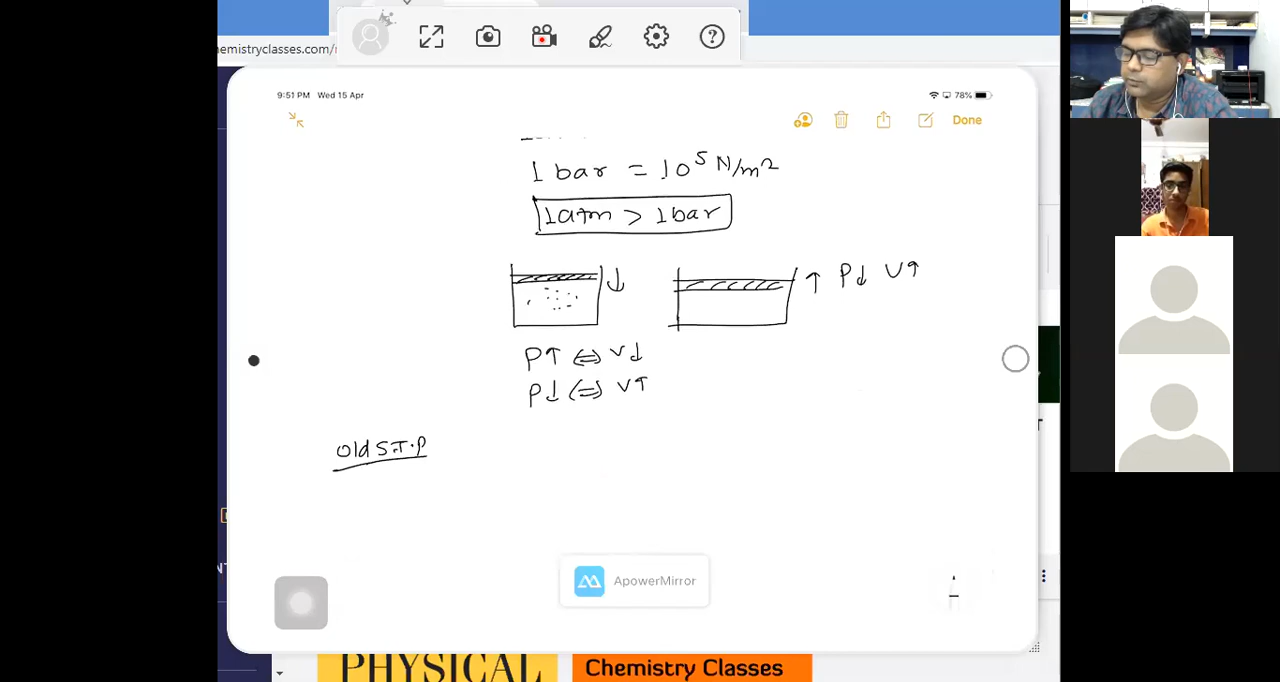 hemistryclasses.com/r
9:51 PM Wed 15 Apr
78%
Done
1 bar = 10⁵ N/m²
1atm > 1bar
↓
↑ P↓ V↑
P↑ ⇔ V↓
P↓ ⇔ V↑
Old S.T.P
ApowerMirror
PHYSICAL
Chemistry Classes